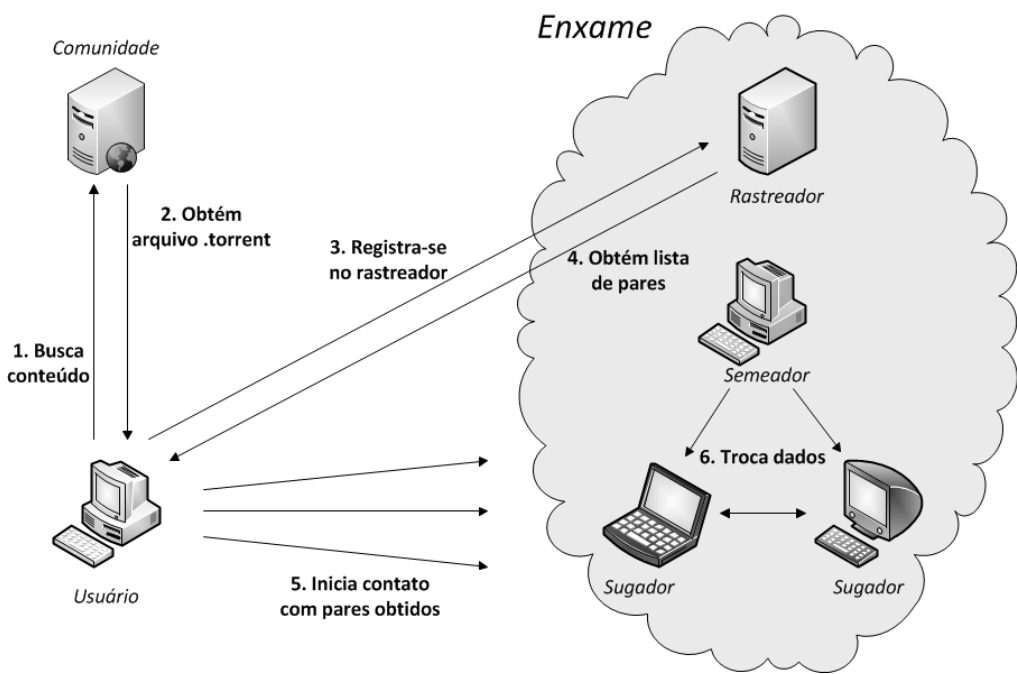 Enxame
Comunidade
Rastreador
2. Obtém
arquivo .torrent
3. Registra-se
no rastreador
4. Obtém lista
de pares
1. Busca
conteúdo
Semeador
6. Troca dados
Usuário
5. Inicia contato
com pares obtidos
Sugador
Sugador